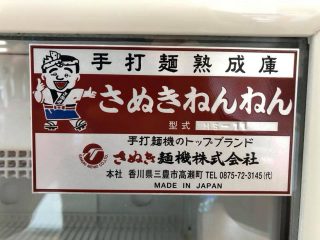 手打麺熟成庫
さぬきねんねん
型式
手打麺機のトップブランド
さぬき麺機株式会社
本社 香川県三豊市高瀬町 TEL 0875-72-3145(代)
MADE IN JAPAN